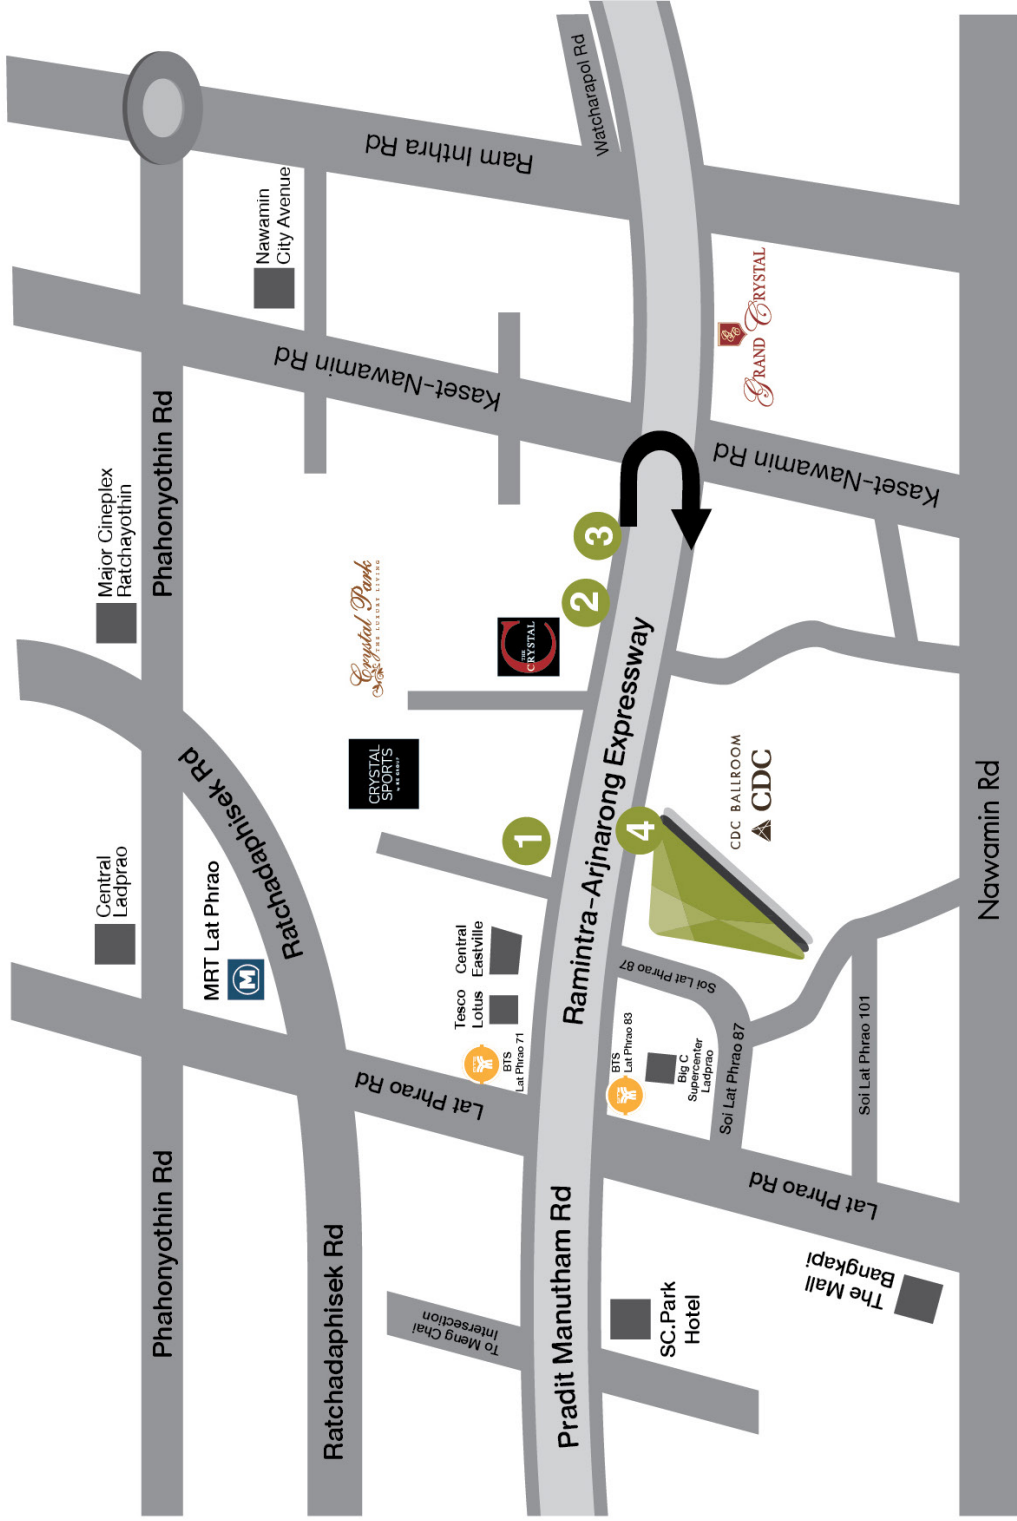 Watcharapol Rd
Ram Inthra Rd
Nawamin
City Avenue
Kaset-Nawamin Rd
Phahonyothin Rd
Major Cineplex
Ratchayothin
GRAND CRYSTAL
Kaset-Nawamin Rd
3
2
Crystal Park
THE LUXURY LIVING
THE
CRYSTAL
C
CRYSTAL
SPORTS
1
4
Ramintra-Arjnarong Expressway
CDC BALLROOM
CDC
Nawamin Rd
Ratchadaphisek Rd
Central
Ladprao
MRT Lat Phrao
M
Central
Eastville
Tesco
Lotus
BTS
Lat Phrao 71
BTS
Lat Phrao 83
Big C
Supercenter
Ladprao
Soi Lat Phrao 87
Soi Lat Phrao 87
Soi Lat Phrao 101
Lat Phrao Rd
Lat Phrao Rd
Phahonyothin Rd
Ratchadaphisek Rd
To Meng Chai
Intersection
Pradit Manutham Rd
SC.Park
Hotel
The Mall
Bangkapi